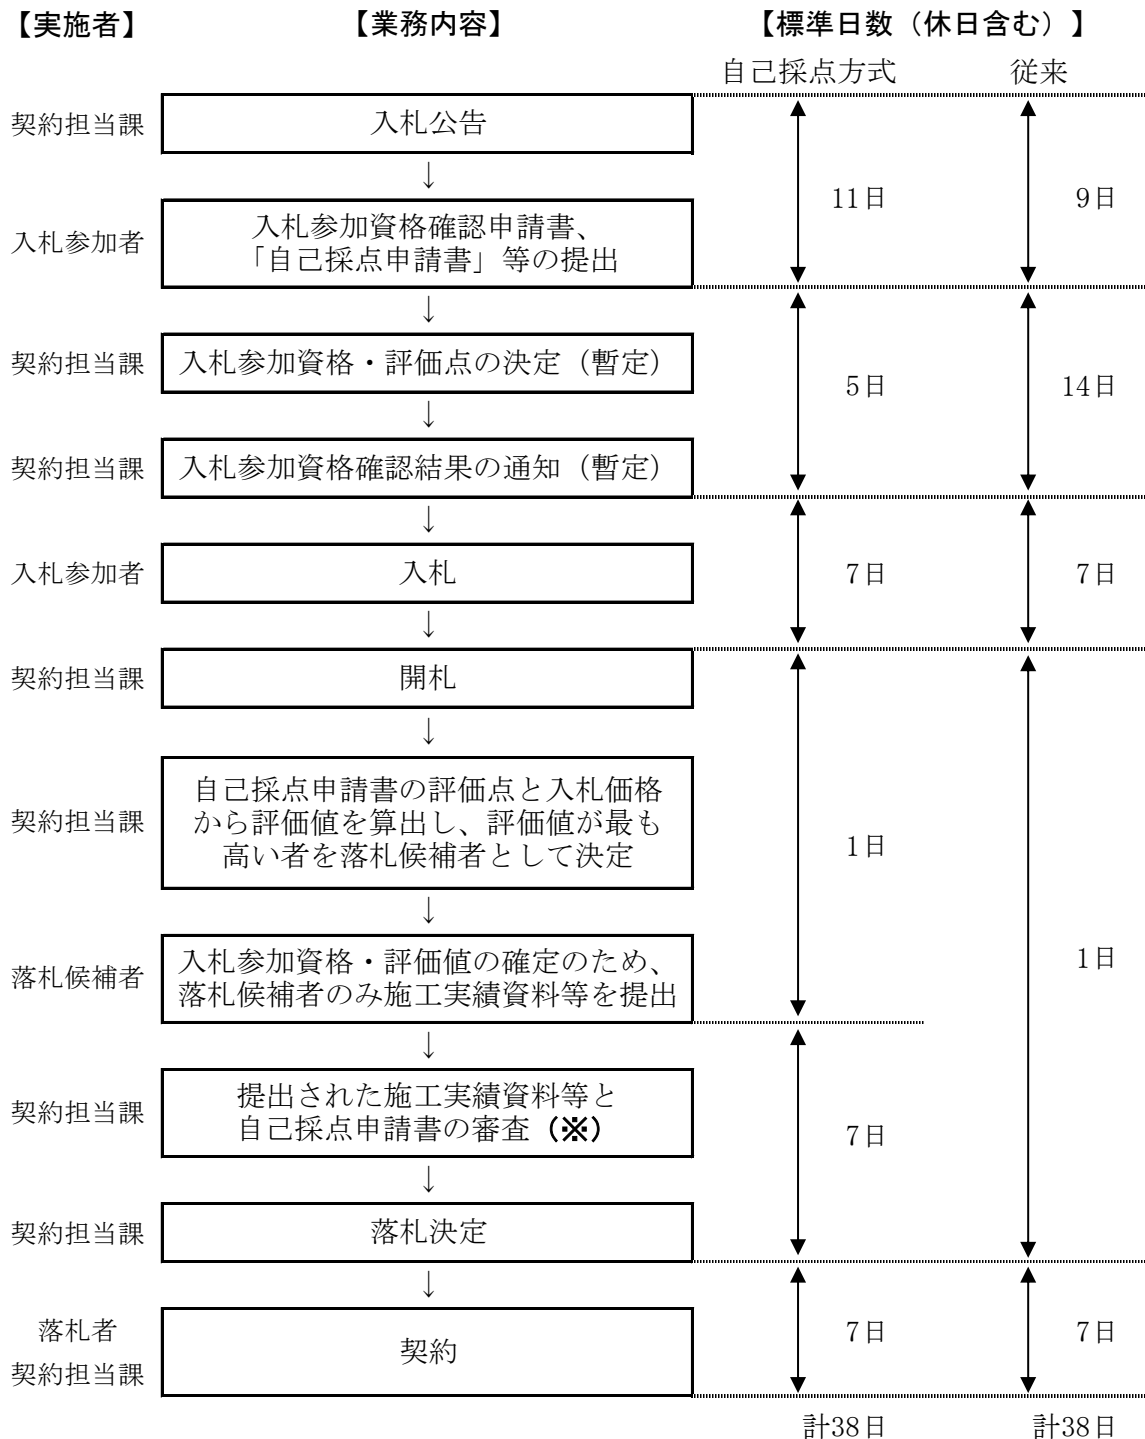 【実施者】 【業務内容】 【標準日数（休日含む）】
自己採点方式 従来
契約担当課 入札公告
↓
11日 9日
入札参加者 入札参加資格確認申請書、
「自己採点申請書」等の提出
↓
契約担当課 入札参加資格・評価点の決定（暫定）
5日 14日
↓
契約担当課 入札参加資格確認結果の通知（暫定）
↓
入札参加者 入札 7日 7日
↓
契約担当課 開札
↓
契約担当課 自己採点申請書の評価点と入札価格
から評価値を算出し、評価値が最も
高い者を落札候補者として決定
1日
↓
落札候補者 入札参加資格・評価値の確定のため、
落札候補者のみ施工実績資料等を提出
1日
↓
契約担当課 提出された施工実績資料等と
自己採点申請書の審査（※）
7日
↓
契約担当課 落札決定
↓
落札者
契約担当課 契約 7日 7日
計38日 計38日